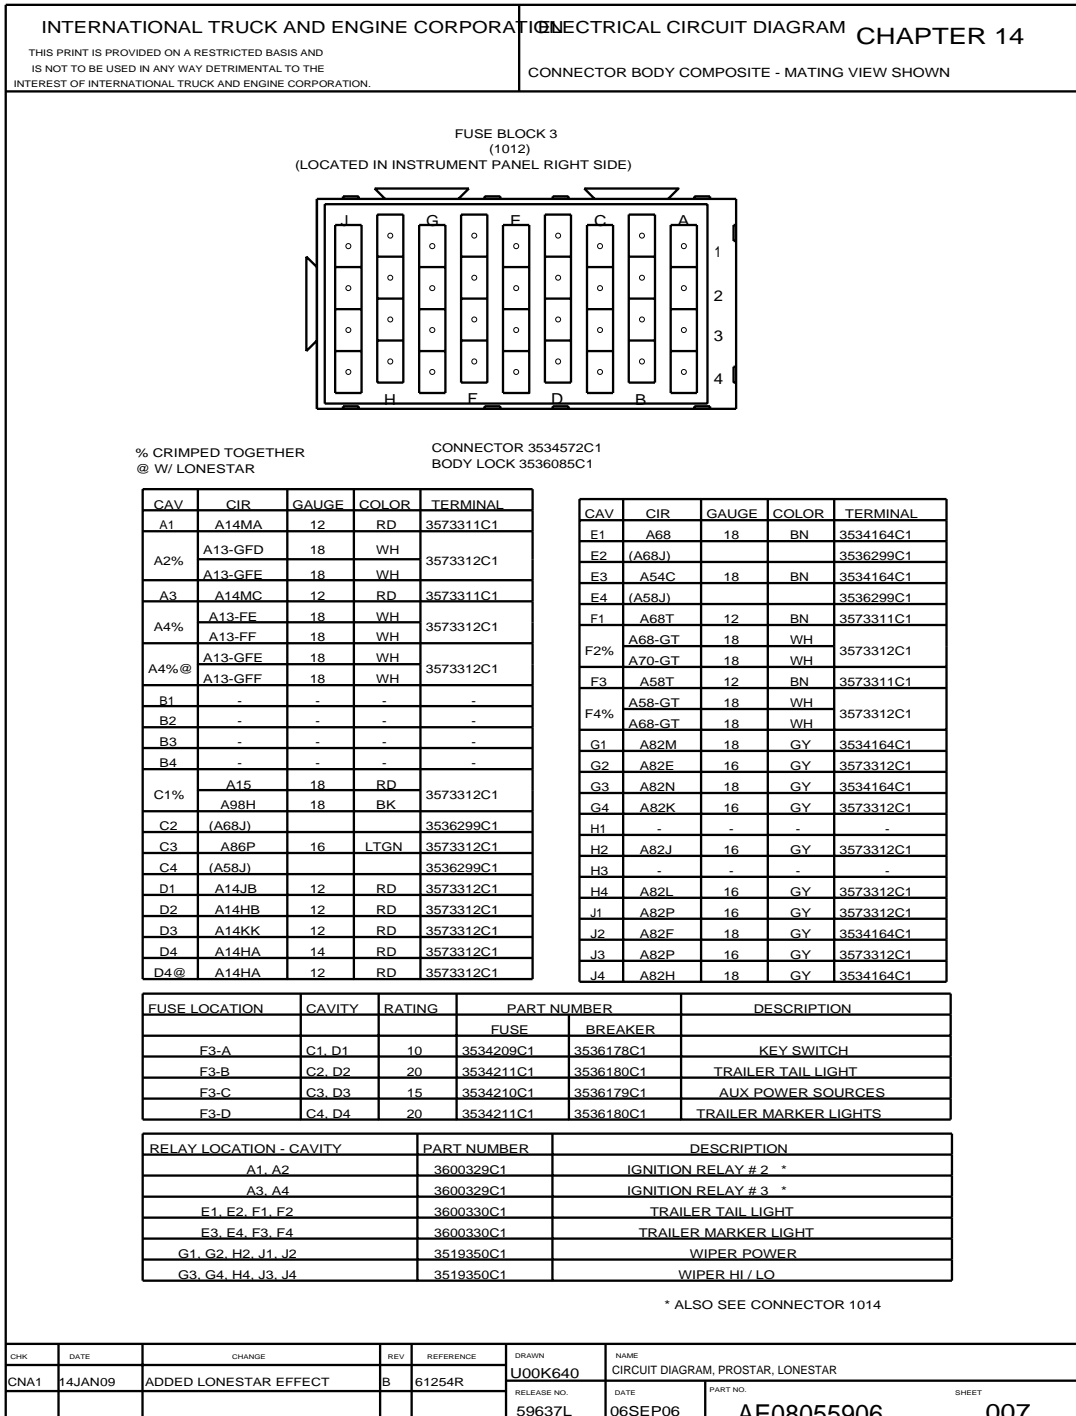 INTERNATIONAL TRUCK AND ENGINE CORPORATION
THIS PRINT IS PROVIDED ON A RESTRICTED BASIS AND
IS NOT TO BE USED IN ANY WAY DETRIMENTAL TO THE
INTEREST OF INTERNATIONAL TRUCK AND ENGINE CORPORATION.
ELECTRICAL CIRCUIT DIAGRAM CHAPTER 14
CONNECTOR BODY COMPOSITE - MATING VIEW SHOWN
FUSE BLOCK 3
(1012)
(LOCATED IN INSTRUMENT PANEL RIGHT SIDE)
J G E C A
1
2
3
4
H F D B
% CRIMPED TOGETHER
@ W/ LONESTAR
CONNECTOR 3534572C1
BODY LOCK 3536085C1
CAV CIR GAUGE COLOR TERMINAL
A1 A14MA 12 RD 3573311C1
A2% A13-GFD 18 WH 3573312C1
A13-GFE 18 WH
A3 A14MC 12 RD 3573311C1
A4% A13-FE 18 WH 3573312C1
A13-FF 18 WH
A4%@ A13-GFE 18 WH 3573312C1
A13-GFF 18 WH
B1 - - - -
B2 - - - -
B3 - - - -
B4 - - - -
C1% A15 18 RD 3573312C1
A98H 18 BK
C2 (A68J) 3536299C1
C3 A86P 16 LTGN 3573312C1
C4 (A58J) 3536299C1
D1 A14JB 12 RD 3573312C1
D2 A14HB 12 RD 3573312C1
D3 A14KK 12 RD 3573312C1
D4 A14HA 14 RD 3573312C1
D4@ A14HA 12 RD 3573312C1
CAV CIR GAUGE COLOR TERMINAL
E1 A68 18 BN 3534164C1
E2 (A68J) 3536299C1
E3 A54C 18 BN 3534164C1
E4 (A58J) 3536299C1
F1 A68T 12 BN 3573311C1
F2% A68-GT 18 WH 3573312C1
A70-GT 18 WH
F3 A58T 12 BN 3573311C1
F4% A58-GT 18 WH 3573312C1
A68-GT 18 WH
G1 A82M 18 GY 3534164C1
G2 A82E 16 GY 3573312C1
G3 A82N 18 GY 3534164C1
G4 A82K 16 GY 3573312C1
H1 - - - -
H2 A82J 16 GY 3573312C1
H3 - - - -
H4 A82L 16 GY 3573312C1
J1 A82P 16 GY 3573312C1
J2 A82F 18 GY 3534164C1
J3 A82P 16 GY 3573312C1
J4 A82H 18 GY 3534164C1
FUSE LOCATION CAVITY RATING PART NUMBER DESCRIPTION
FUSE BREAKER
F3-A C1, D1 10 3534209C1 3536178C1 KEY SWITCH
F3-B C2, D2 20 3534211C1 3536180C1 TRAILER TAIL LIGHT
F3-C C3, D3 15 3534210C1 3536179C1 AUX POWER SOURCES
F3-D C4, D4 20 3534211C1 3536180C1 TRAILER MARKER LIGHTS
RELAY LOCATION - CAVITY PART NUMBER DESCRIPTION
A1, A2 3600329C1 IGNITION RELAY # 2 *
A3, A4 3600329C1 IGNITION RELAY # 3 *
E1, E2, F1, F2 3600330C1 TRAILER TAIL LIGHT
E3, E4, F3, F4 3600330C1 TRAILER MARKER LIGHT
G1, G2, H2, J1, J2 3519350C1 WIPER POWER
G3, G4, H4, J3, J4 3519350C1 WIPER HI / LO
* ALSO SEE CONNECTOR 1014
CHK DATE CHANGE REV REFERENCE DRAWN NAME
CNA1 14JAN09 ADDED LONESTAR EFFECT B 61254R U00K640 CIRCUIT DIAGRAM, PROSTAR, LONESTAR
RELEASE NO. DATE PART NO. SHEET
59637L 06SEP06 AE08055906 007